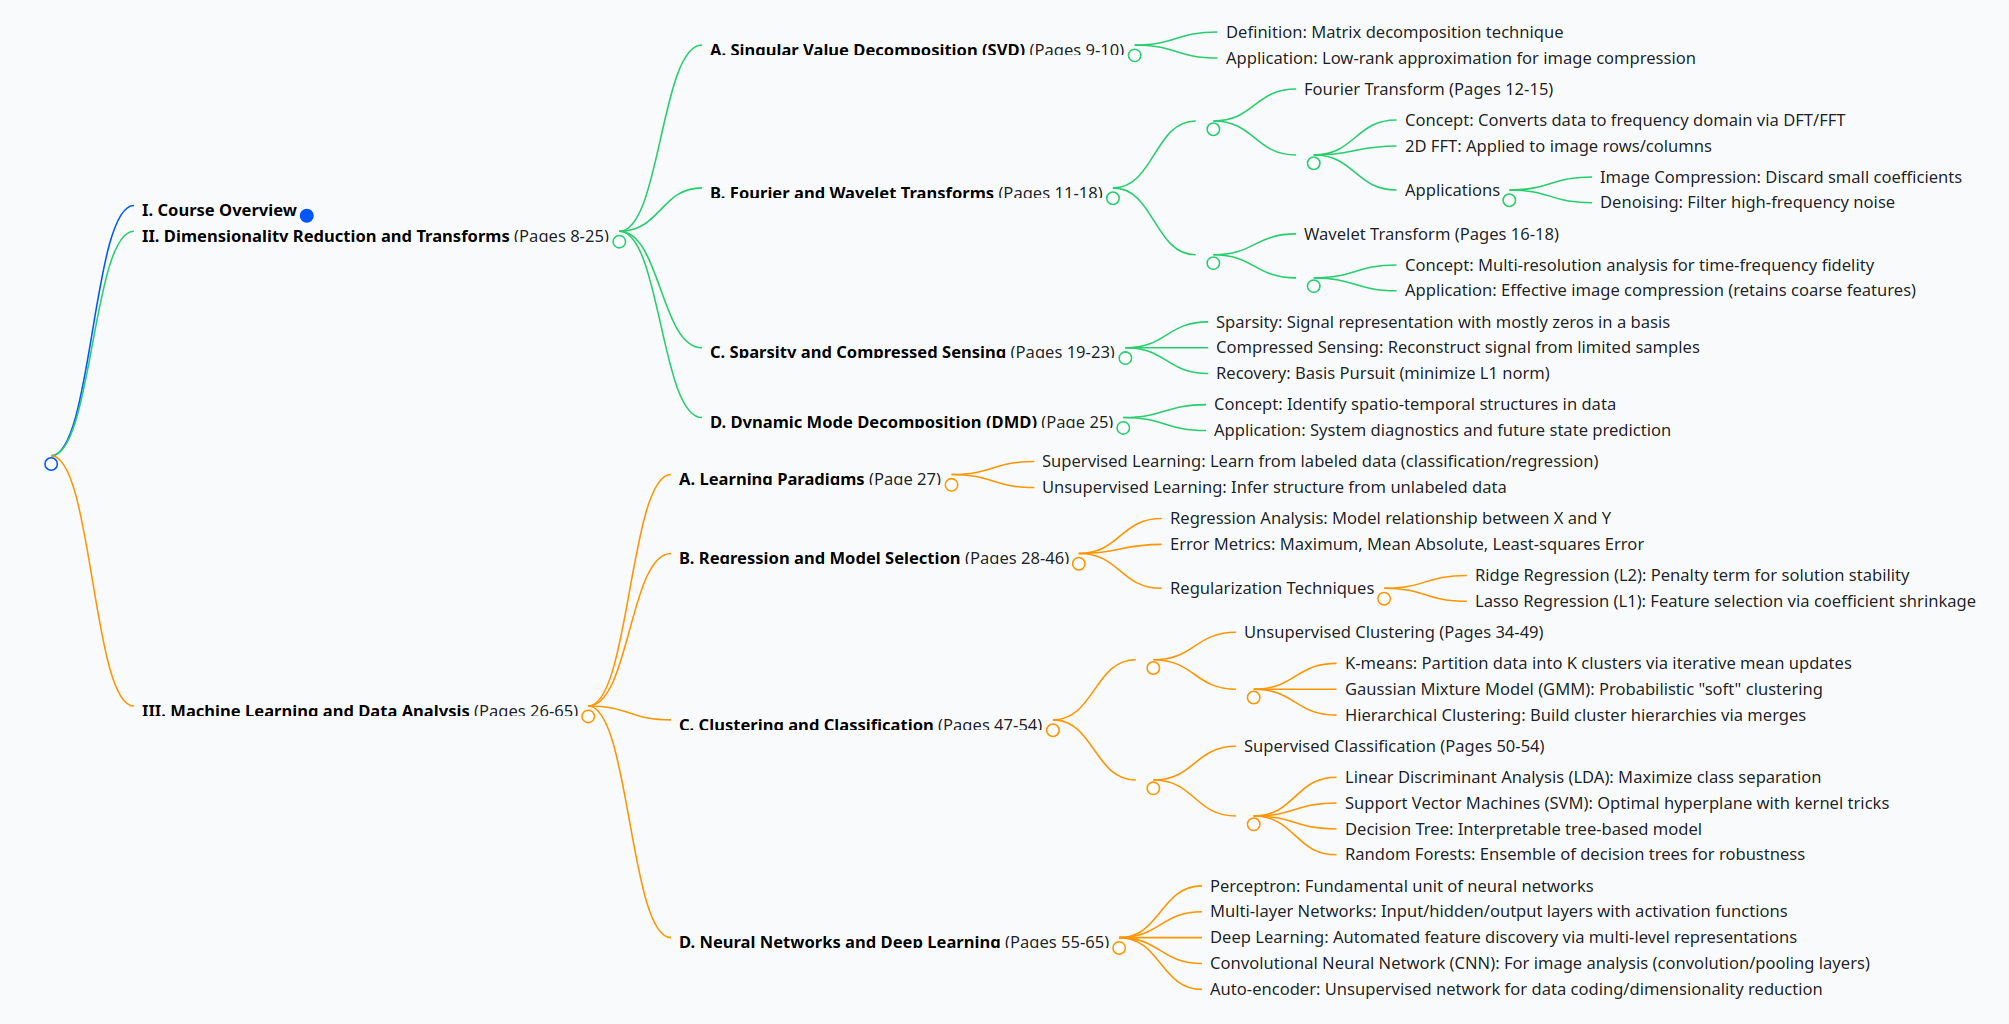 I. Course Overview
II. Dimensionality Reduction and Transforms (Pages 8-25)
A. Singular Value Decomposition (SVD) (Pages 9-10)
Definition: Matrix decomposition technique
Application: Low-rank approximation for image compression
B. Fourier and Wavelet Transforms (Pages 11-18)
Fourier Transform (Pages 12-15)
Concept: Converts data to frequency domain via DFT/FFT
2D FFT: Applied to image rows/columns
Applications
Image Compression: Discard small coefficients
Denoising: Filter high-frequency noise
Wavelet Transform (Pages 16-18)
Concept: Multi-resolution analysis for time-frequency fidelity
Application: Effective image compression (retains coarse features)
C. Sparsity and Compressed Sensing (Pages 19-23)
Sparsity: Signal representation with mostly zeros in a basis
Compressed Sensing: Reconstruct signal from limited samples
Recovery: Basis Pursuit (minimize L1 norm)
D. Dynamic Mode Decomposition (DMD) (Page 25)
Concept: Identify spatio-temporal structures in data
Application: System diagnostics and future state prediction
III. Machine Learning and Data Analysis (Pages 26-65)
A. Learning Paradigms (Page 27)
Supervised Learning: Learn from labeled data (classification/regression)
Unsupervised Learning: Infer structure from unlabeled data
B. Regression and Model Selection (Pages 28-46)
Regression Analysis: Model relationship between X and Y
Error Metrics: Maximum, Mean Absolute, Least-squares Error
Regularization Techniques
Ridge Regression (L2): Penalty term for solution stability
Lasso Regression (L1): Feature selection via coefficient shrinkage
C. Clustering and Classification (Pages 47-54)
Unsupervised Clustering (Pages 34-49)
K-means: Partition data into K clusters via iterative mean updates
Gaussian Mixture Model (GMM): Probabilistic "soft" clustering
Hierarchical Clustering: Build cluster hierarchies via merges
Supervised Classification (Pages 50-54)
Linear Discriminant Analysis (LDA): Maximize class separation
Support Vector Machines (SVM): Optimal hyperplane with kernel tricks
Decision Tree: Interpretable tree-based model
Random Forests: Ensemble of decision trees for robustness
D. Neural Networks and Deep Learning (Pages 55-65)
Perceptron: Fundamental unit of neural networks
Multi-layer Networks: Input/hidden/output layers with activation functions
Deep Learning: Automated feature discovery via multi-level representations
Convolutional Neural Network (CNN): For image analysis (convolution/pooling layers)
Auto-encoder: Unsupervised network for data coding/dimensionality reduction